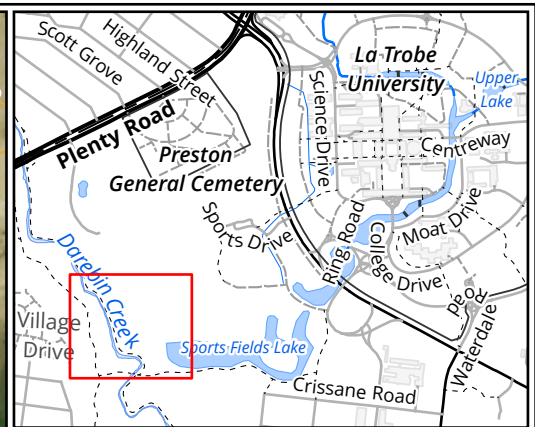 Scott Grove
Highland Street
Plenty Road
Preston
General Cemetery
La Trobe
University
Upper
Lake
Science Drive
Centreway
Sports Drive
Ring Road
College Drive
Moat Drive
Darebin Creek
Village
Drive
Sports Fields Lake
Crissane Road
Waterdale Road